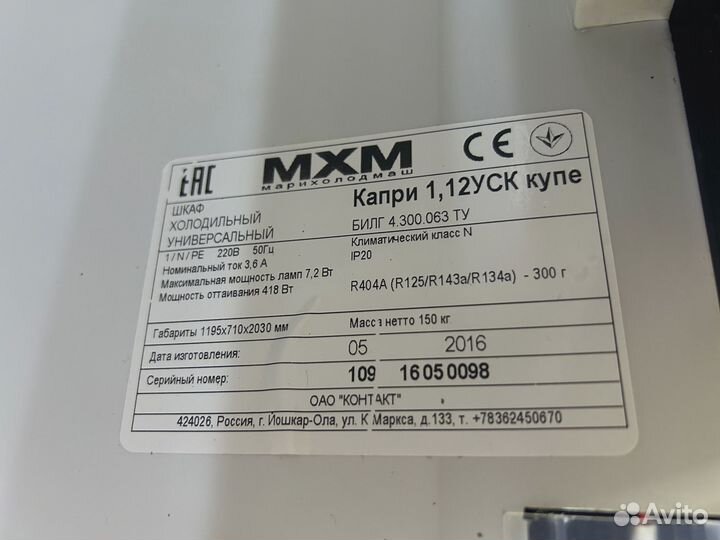 EAC
МХМ
марихолодмаш
CE
ШКАФ
ХОЛОДИЛЬНЫЙ
УНИВЕРСАЛЬНЫЙ
Капри 1,12УСК купе
БИЛГ 4.300.063 ТУ
1/N/PE 220В 50Гц
Климатический класс N
Номинальный ток 3,6 А
IP20
Максимальная мощность ламп 7,2 Вт
Мощность оттаивания 418 Вт
R404A (R125/R143a/R134a) - 300 г
Габариты 1195x710x2030 мм
Масса нетто 150 кг
Дата изготовления:
05 2016
Серийный номер:
109 16050098
ОАО "КОНТАКТ"
424026, Россия, г. Йошкар-Ола, ул. К Маркса, д.133, т. +78362450670
Avito